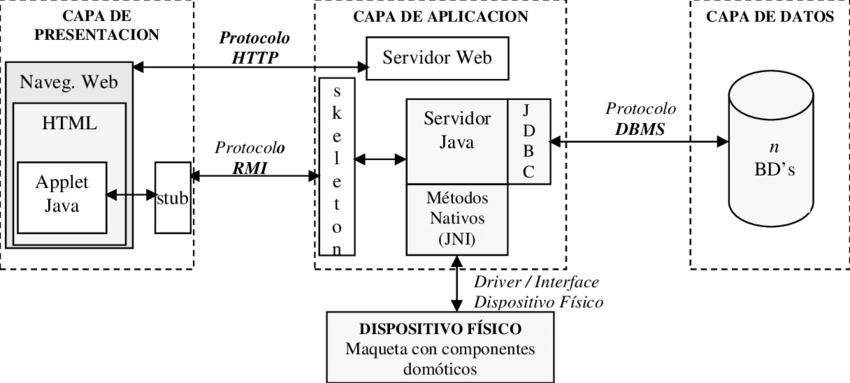 CAPA DE
PRESENTACION
Protocolo
HTTP
CAPA DE APLICACION
CAPA DE DATOS
Naveg. Web
HTML
Applet
Java
stub
Protocolo
RMI
Servidor Web
s
k
e
l
e
t
o
n
Servidor
Java
J
D
B
C
Métodos
Nativos
(JNI)
Protocolo
DBMS
n
BD's
Driver / Interface
Dispositivo Físico
DISPOSITIVO FÍSICO
Maqueta con componentes
domóticos